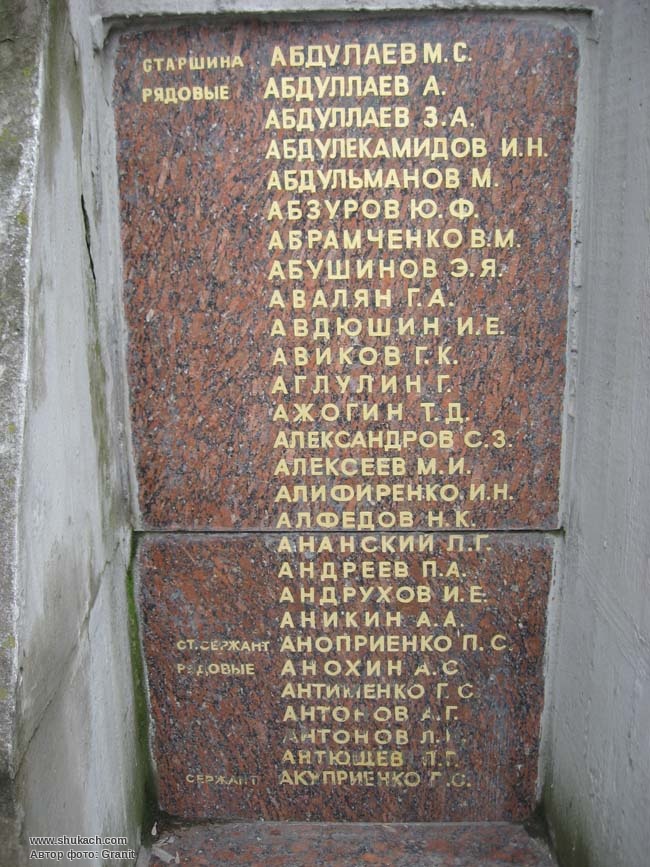 СТАРШИНА АБДУЛАЕВ М. С.
РЯДОВЫЕ АБДУЛЛАЕВ А.
АБДУЛЛАЕВ З. А.
АБДУЛЕКАМИДОВ И. Н.
АБДУЛЬМАНОВ М.
АБЗУРОВ Ю. Ф.
АБРАМЧЕНКО В. М.
АБУШИНОВ Э. Я.
АВАЛЯН Г. А.
АВДЮШИН И. Е.
АВИКОВ Г. К.
АГЛУЛИН Г.
АЖОГИН Т. Д.
АЛЕКСАНДРОВ С. З.
АЛЕКСЕЕВ М. И.
АЛИФИРЕНКО И. Н.
АЛФЕДОВ Н. К.
АНАНСКИЙ П. Г.
АНДРЕЕВ П. А.
АНДРУХОВ И. Е.
АНИКИН А. А.
СТ. СЕРЖАНТ АНОПРИЕНКО П. С.
РЯДОВЫЕ АНОХИН А. С.
АНТИПЕНКО Г. С.
АНТОНОВ А. Г.
АНТОНОВ
АНТЮЩЕВ
СЕРЖАНТ АКУПРИЕНКО Г. С.
www.shukach.com
Автор фото: Granit